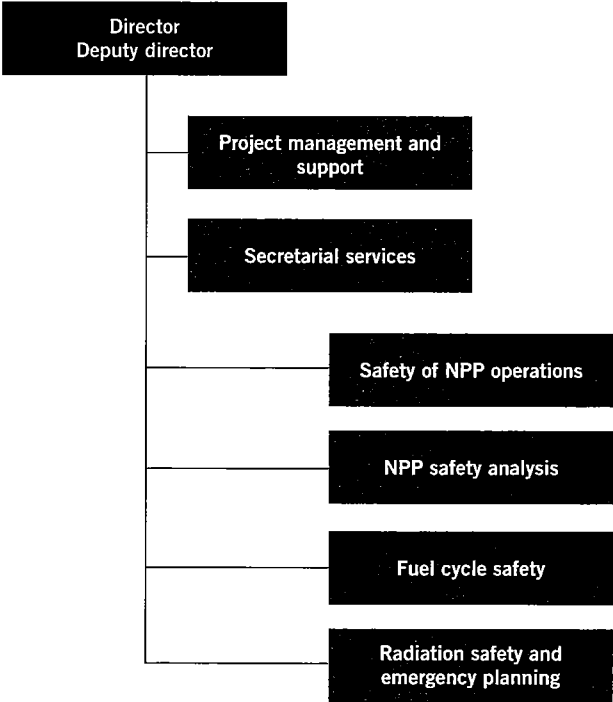 Director
Deputy director
Project management and
support
Secretarial services
Safety of NPP operations
NPP safety analysis
Fuel cycle safety
Radiation safety and
emergency planning